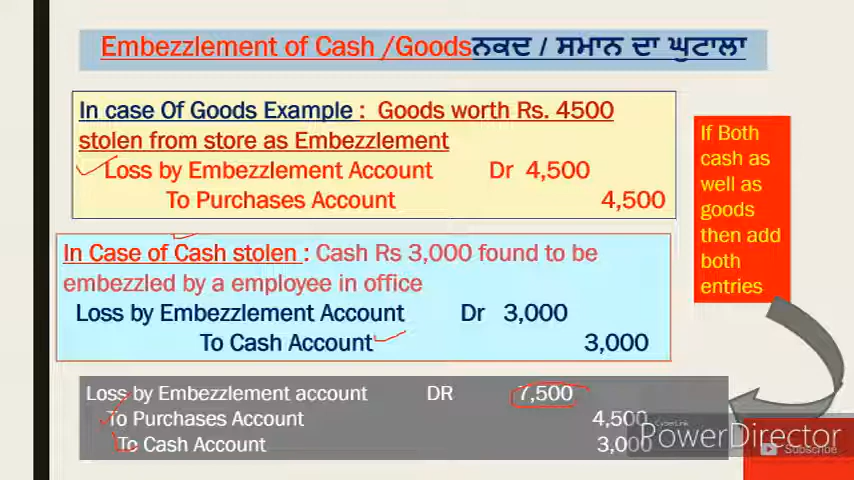 Embezzlement of Cash /Goodsਨਕਦ / ਸਮਾਨ ਦਾ ਘੁਟਾਲਾ
In case Of Goods Example : Goods worth Rs. 4500
stolen from store as Embezzlement
Loss by Embezzlement Account Dr 4,500
To Purchases Account 4,500
If Both
cash as
well as
goods
then add
both
entries
In Case of Cash stolen : Cash Rs 3,000 found to be
embezzled by a employee in office
Loss by Embezzlement Account Dr 3,000
To Cash Account 3,000
Loss by Embezzlement account DR 7,500
To Purchases Account 4,500
To Cash Account 3,000
CyberLink
PowerDirector
Subscribe